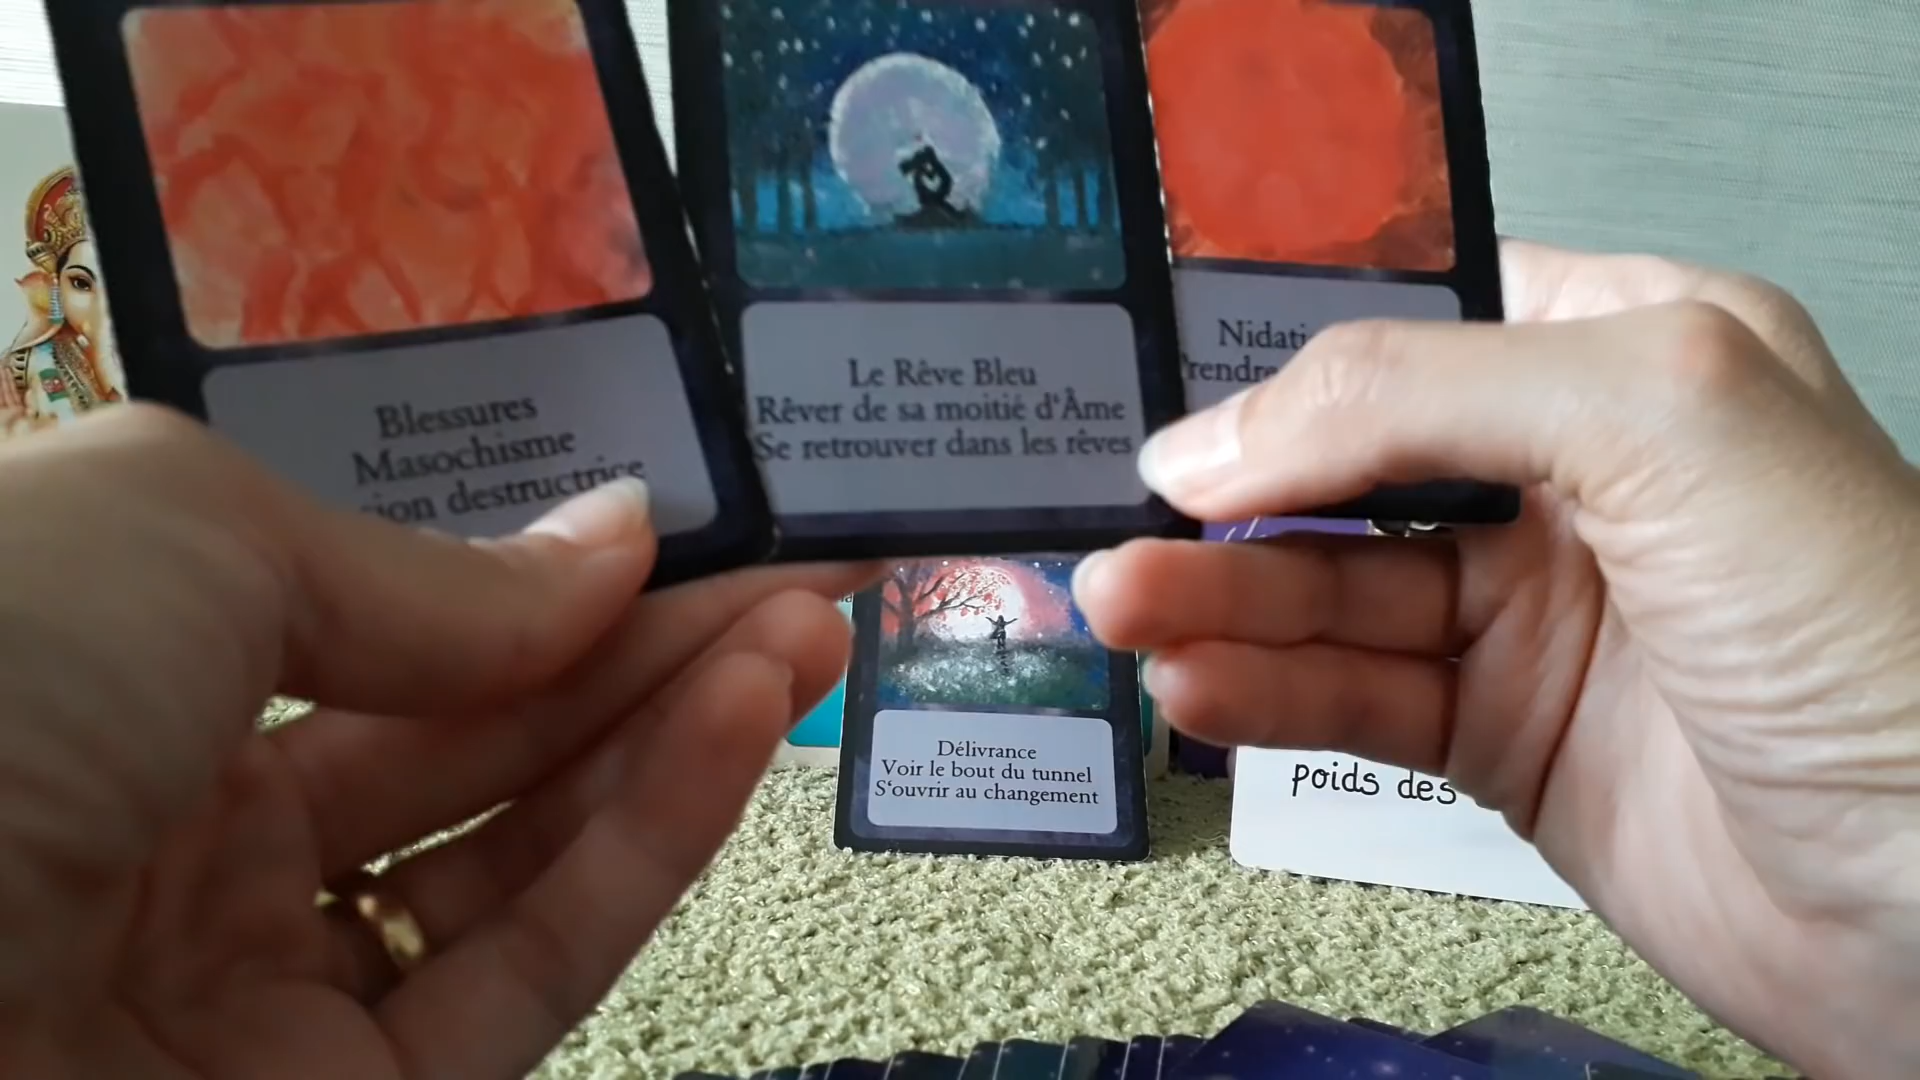 Blessures
Masochisme
destructrice
Le Rêve Bleu
Rêver de sa moitié d'Âme
Se retrouver dans les rêves
Délivrance
Voir le bout du tunnel
S'ouvrir au changement
poids des